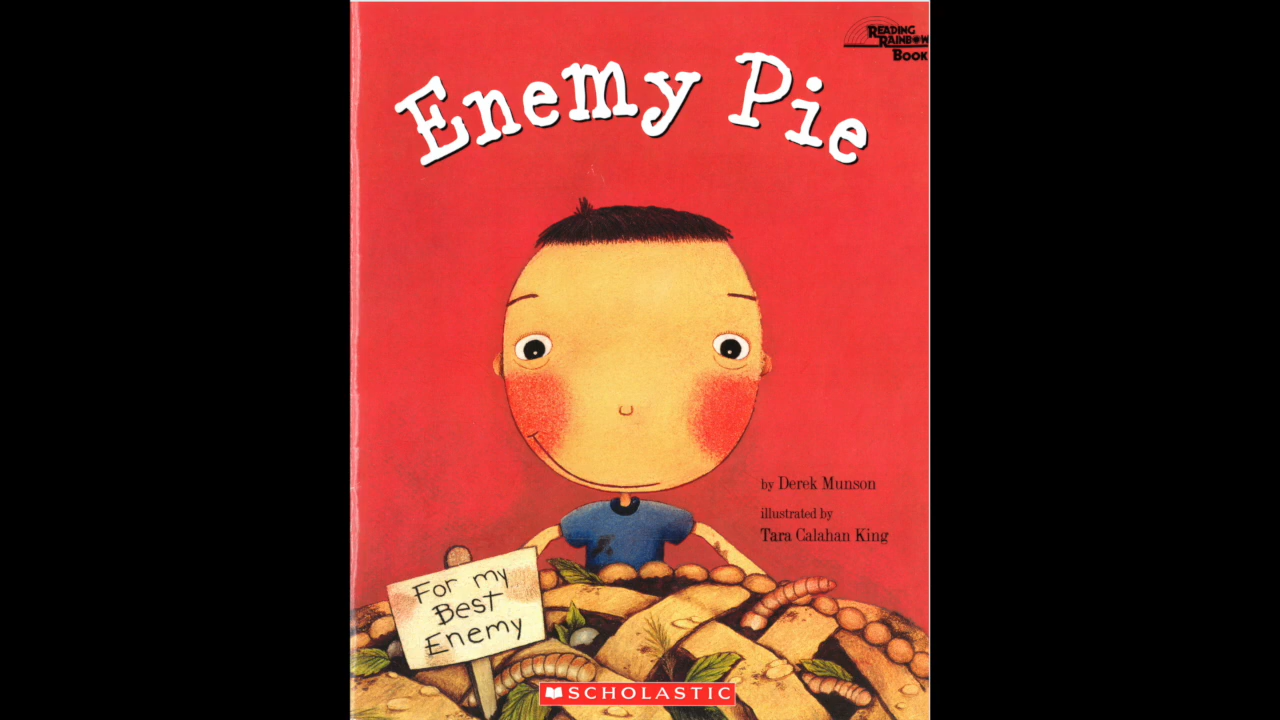 READING
RAINBOW
BOOK
Enemy Pie
by Derek Munson
illustrated by
Tara Calahan King
For my
Best
Enemy
SCHOLASTIC